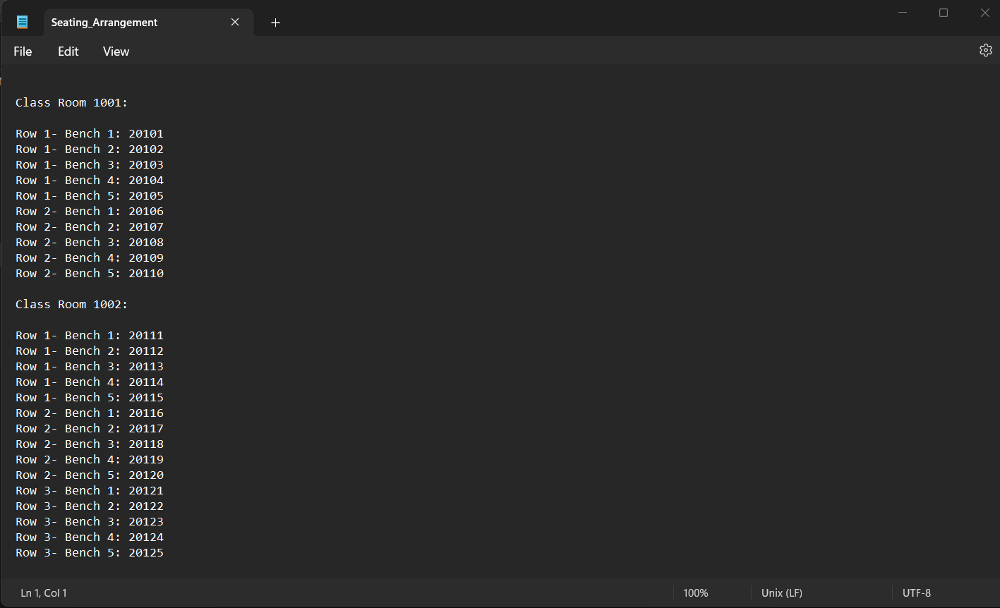 Seating_Arrangement
File Edit View
Class Room 1001:
Row 1- Bench 1: 20101
Row 1- Bench 2: 20102
Row 1- Bench 3: 20103
Row 1- Bench 4: 20104
Row 1- Bench 5: 20105
Row 2- Bench 1: 20106
Row 2- Bench 2: 20107
Row 2- Bench 3: 20108
Row 2- Bench 4: 20109
Row 2- Bench 5: 20110
Class Room 1002:
Row 1- Bench 1: 20111
Row 1- Bench 2: 20112
Row 1- Bench 3: 20113
Row 1- Bench 4: 20114
Row 1- Bench 5: 20115
Row 2- Bench 1: 20116
Row 2- Bench 2: 20117
Row 2- Bench 3: 20118
Row 2- Bench 4: 20119
Row 2- Bench 5: 20120
Row 3- Bench 1: 20121
Row 3- Bench 2: 20122
Row 3- Bench 3: 20123
Row 3- Bench 4: 20124
Row 3- Bench 5: 20125
Ln 1, Col 1 100% Unix (LF) UTF-8